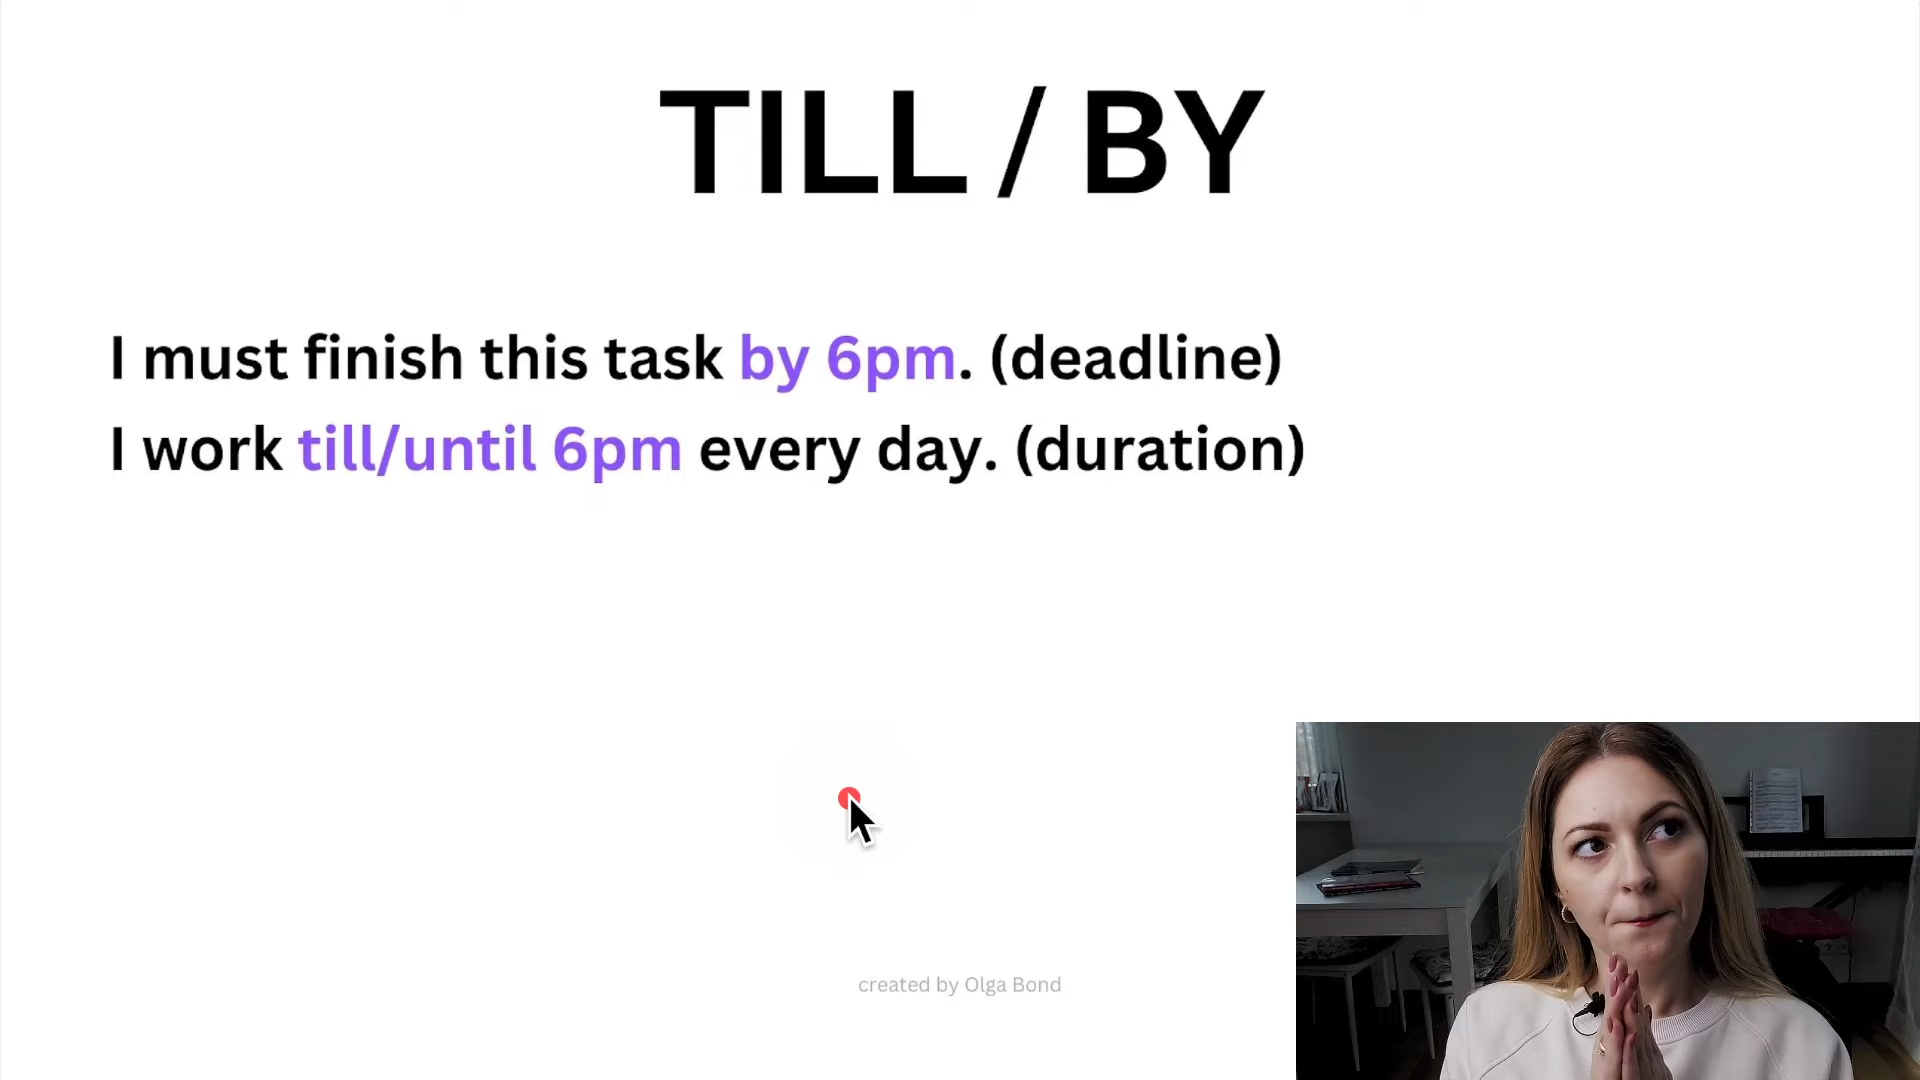 TILL / BY
I must finish this task by 6pm. (deadline)
I work till/until 6pm every day. (duration)
created by Olga Bond